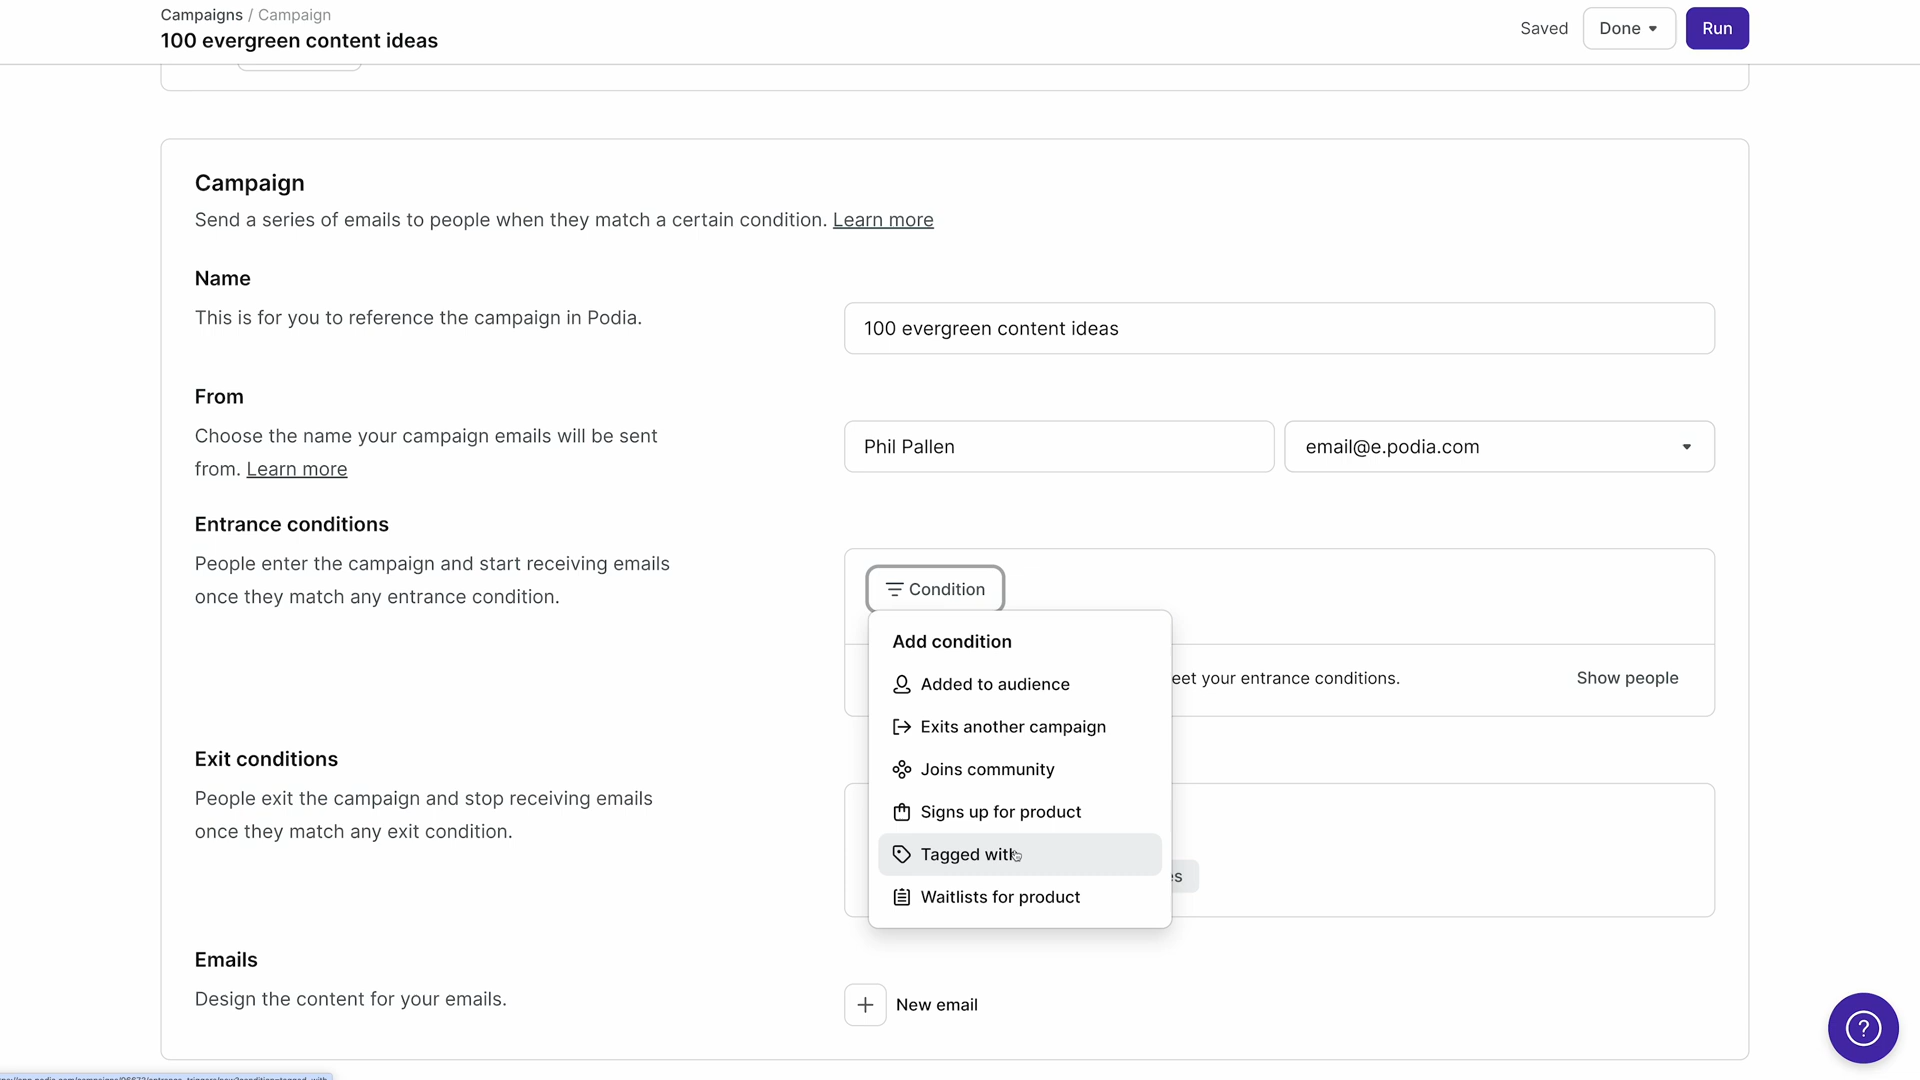 Campaigns / Campaign
100 evergreen content ideas
Saved
Done
Run
Campaign
Send a series of emails to people when they match a certain condition. Learn more
Name
This is for you to reference the campaign in Podia.
100 evergreen content ideas
From
Choose the name your campaign emails will be sent
from. Learn more
Phil Pallen
email@e.podia.com
Entrance conditions
People enter the campaign and start receiving emails
once they match any entrance condition.
Condition
Add condition
Added to audience
Exits another campaign
Joins community
Signs up for product
Tagged with
Waitlists for product
eet your entrance conditions.
Show people
Exit conditions
People exit the campaign and stop receiving emails
once they match any exit condition.
Emails
Design the content for your emails.
New email